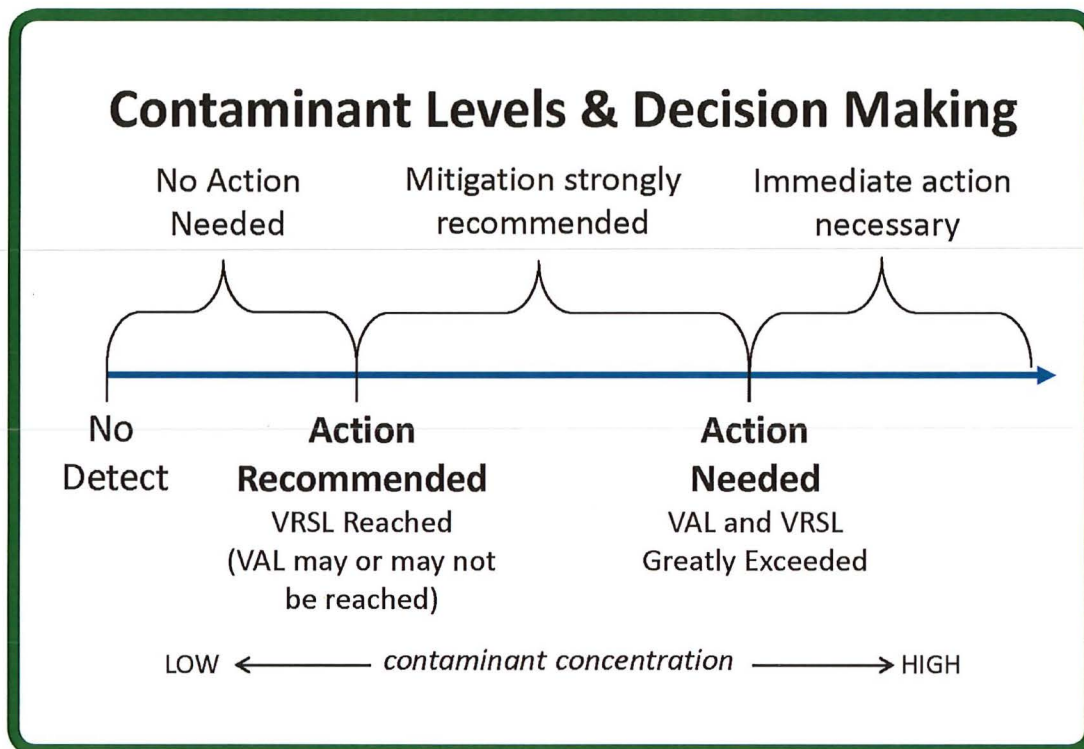 Contaminant Levels & Decision Making
No Action
Needed
Mitigation strongly
recommended
Immediate action
necessary
No
Detect
Action
Recommended
VRSL Reached
(VAL may or may not
be reached)
Action
Needed
VAL and VRSL
Greatly Exceeded
LOW contaminant concentration HIGH